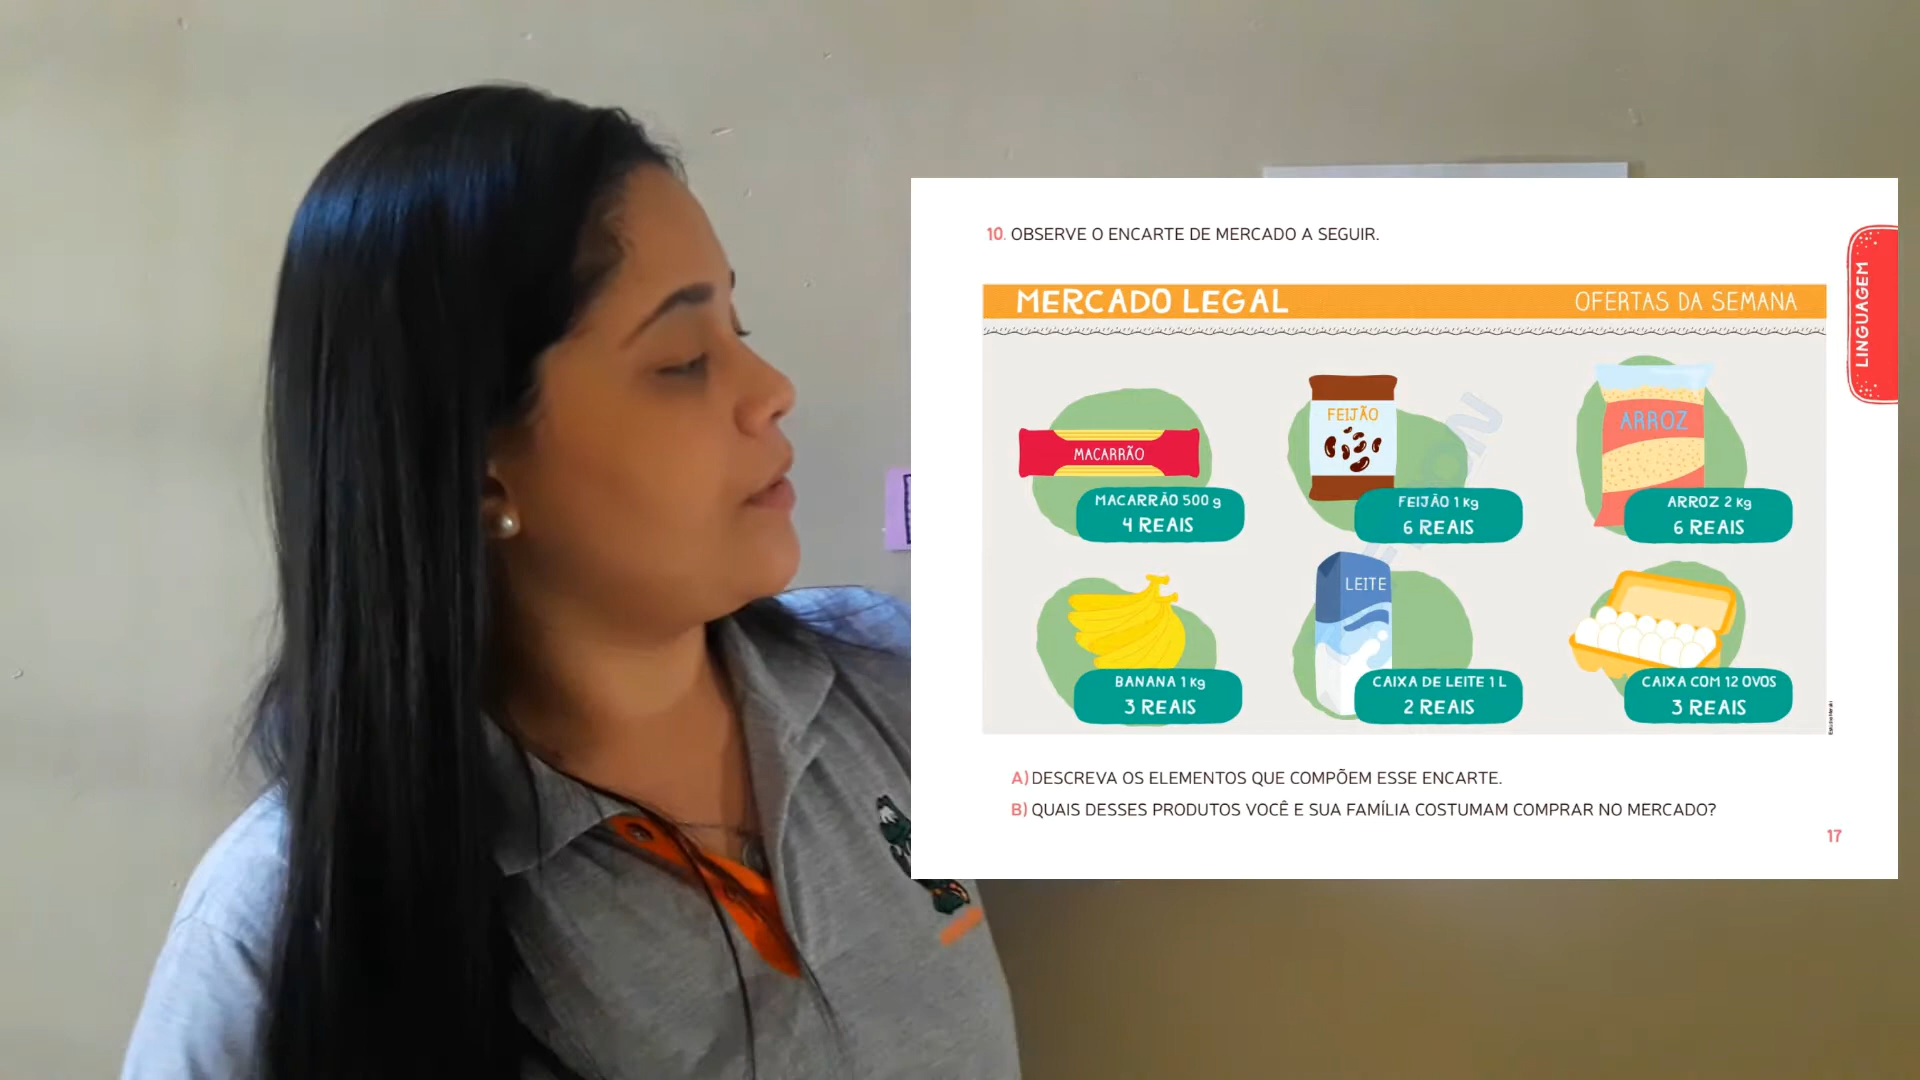 10. OBSERVE O ENCARTE DE MERCADO A SEGUIR.
MERCADO LEGAL
OFERTAS DA SEMANA
LINGUAGEM
MACARRÃO
MACARRÃO 500 g
4 REAIS
FEIJÃO
FEIJÃO 1 kg
6 REAIS
ARROZ
ARROZ 2 kg
6 REAIS
BANANA 1 kg
3 REAIS
LEITE
CAIXA DE LEITE 1 L
2 REAIS
CAIXA COM 12 OVOS
3 REAIS
A) DESCREVA OS ELEMENTOS QUE COMPÕEM ESSE ENCARTE.
B) QUAIS DESSES PRODUTOS VOCÊ E SUA FAMÍLIA COSTUMAM COMPRAR NO MERCADO?
17